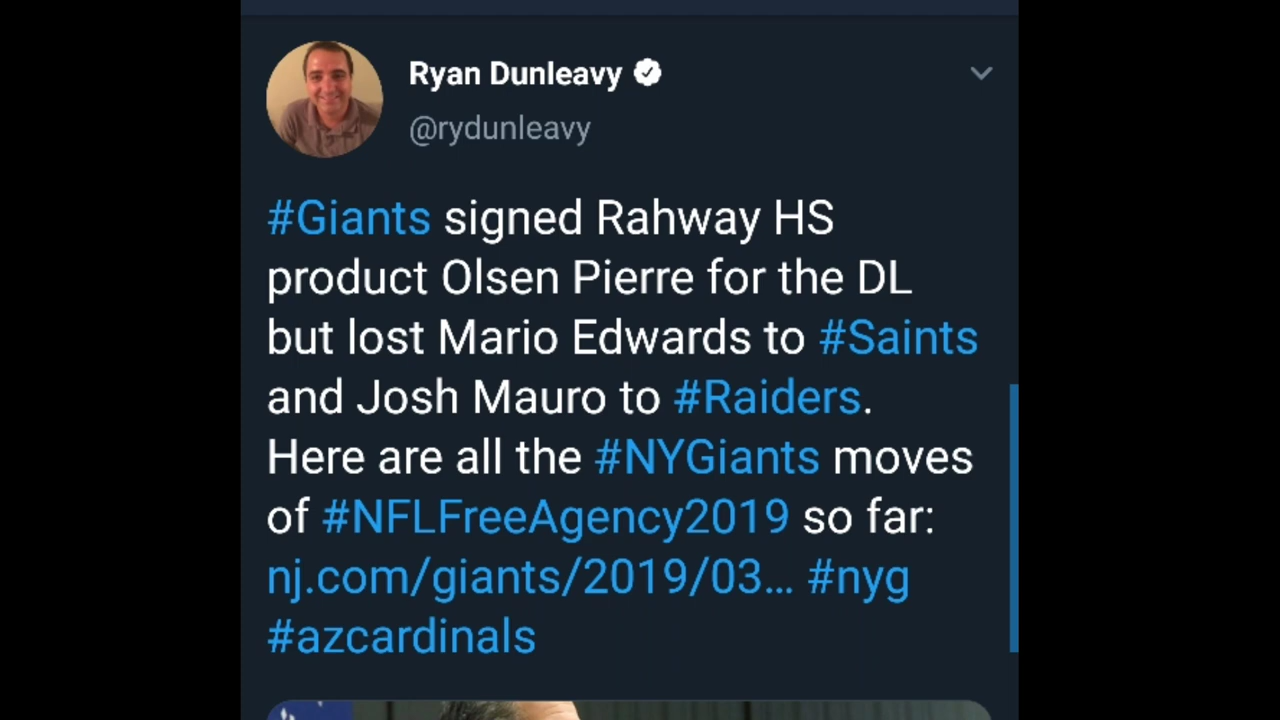 Ryan Dunleavy
@rydunleavy
#Giants signed Rahway HS
product Olsen Pierre for the DL
but lost Mario Edwards to #Saints
and Josh Mauro to #Raiders.
Here are all the #NYGiants moves
of #NFLFreeAgency2019 so far:
nj.com/giants/2019/03... #nyg
#azcardinals